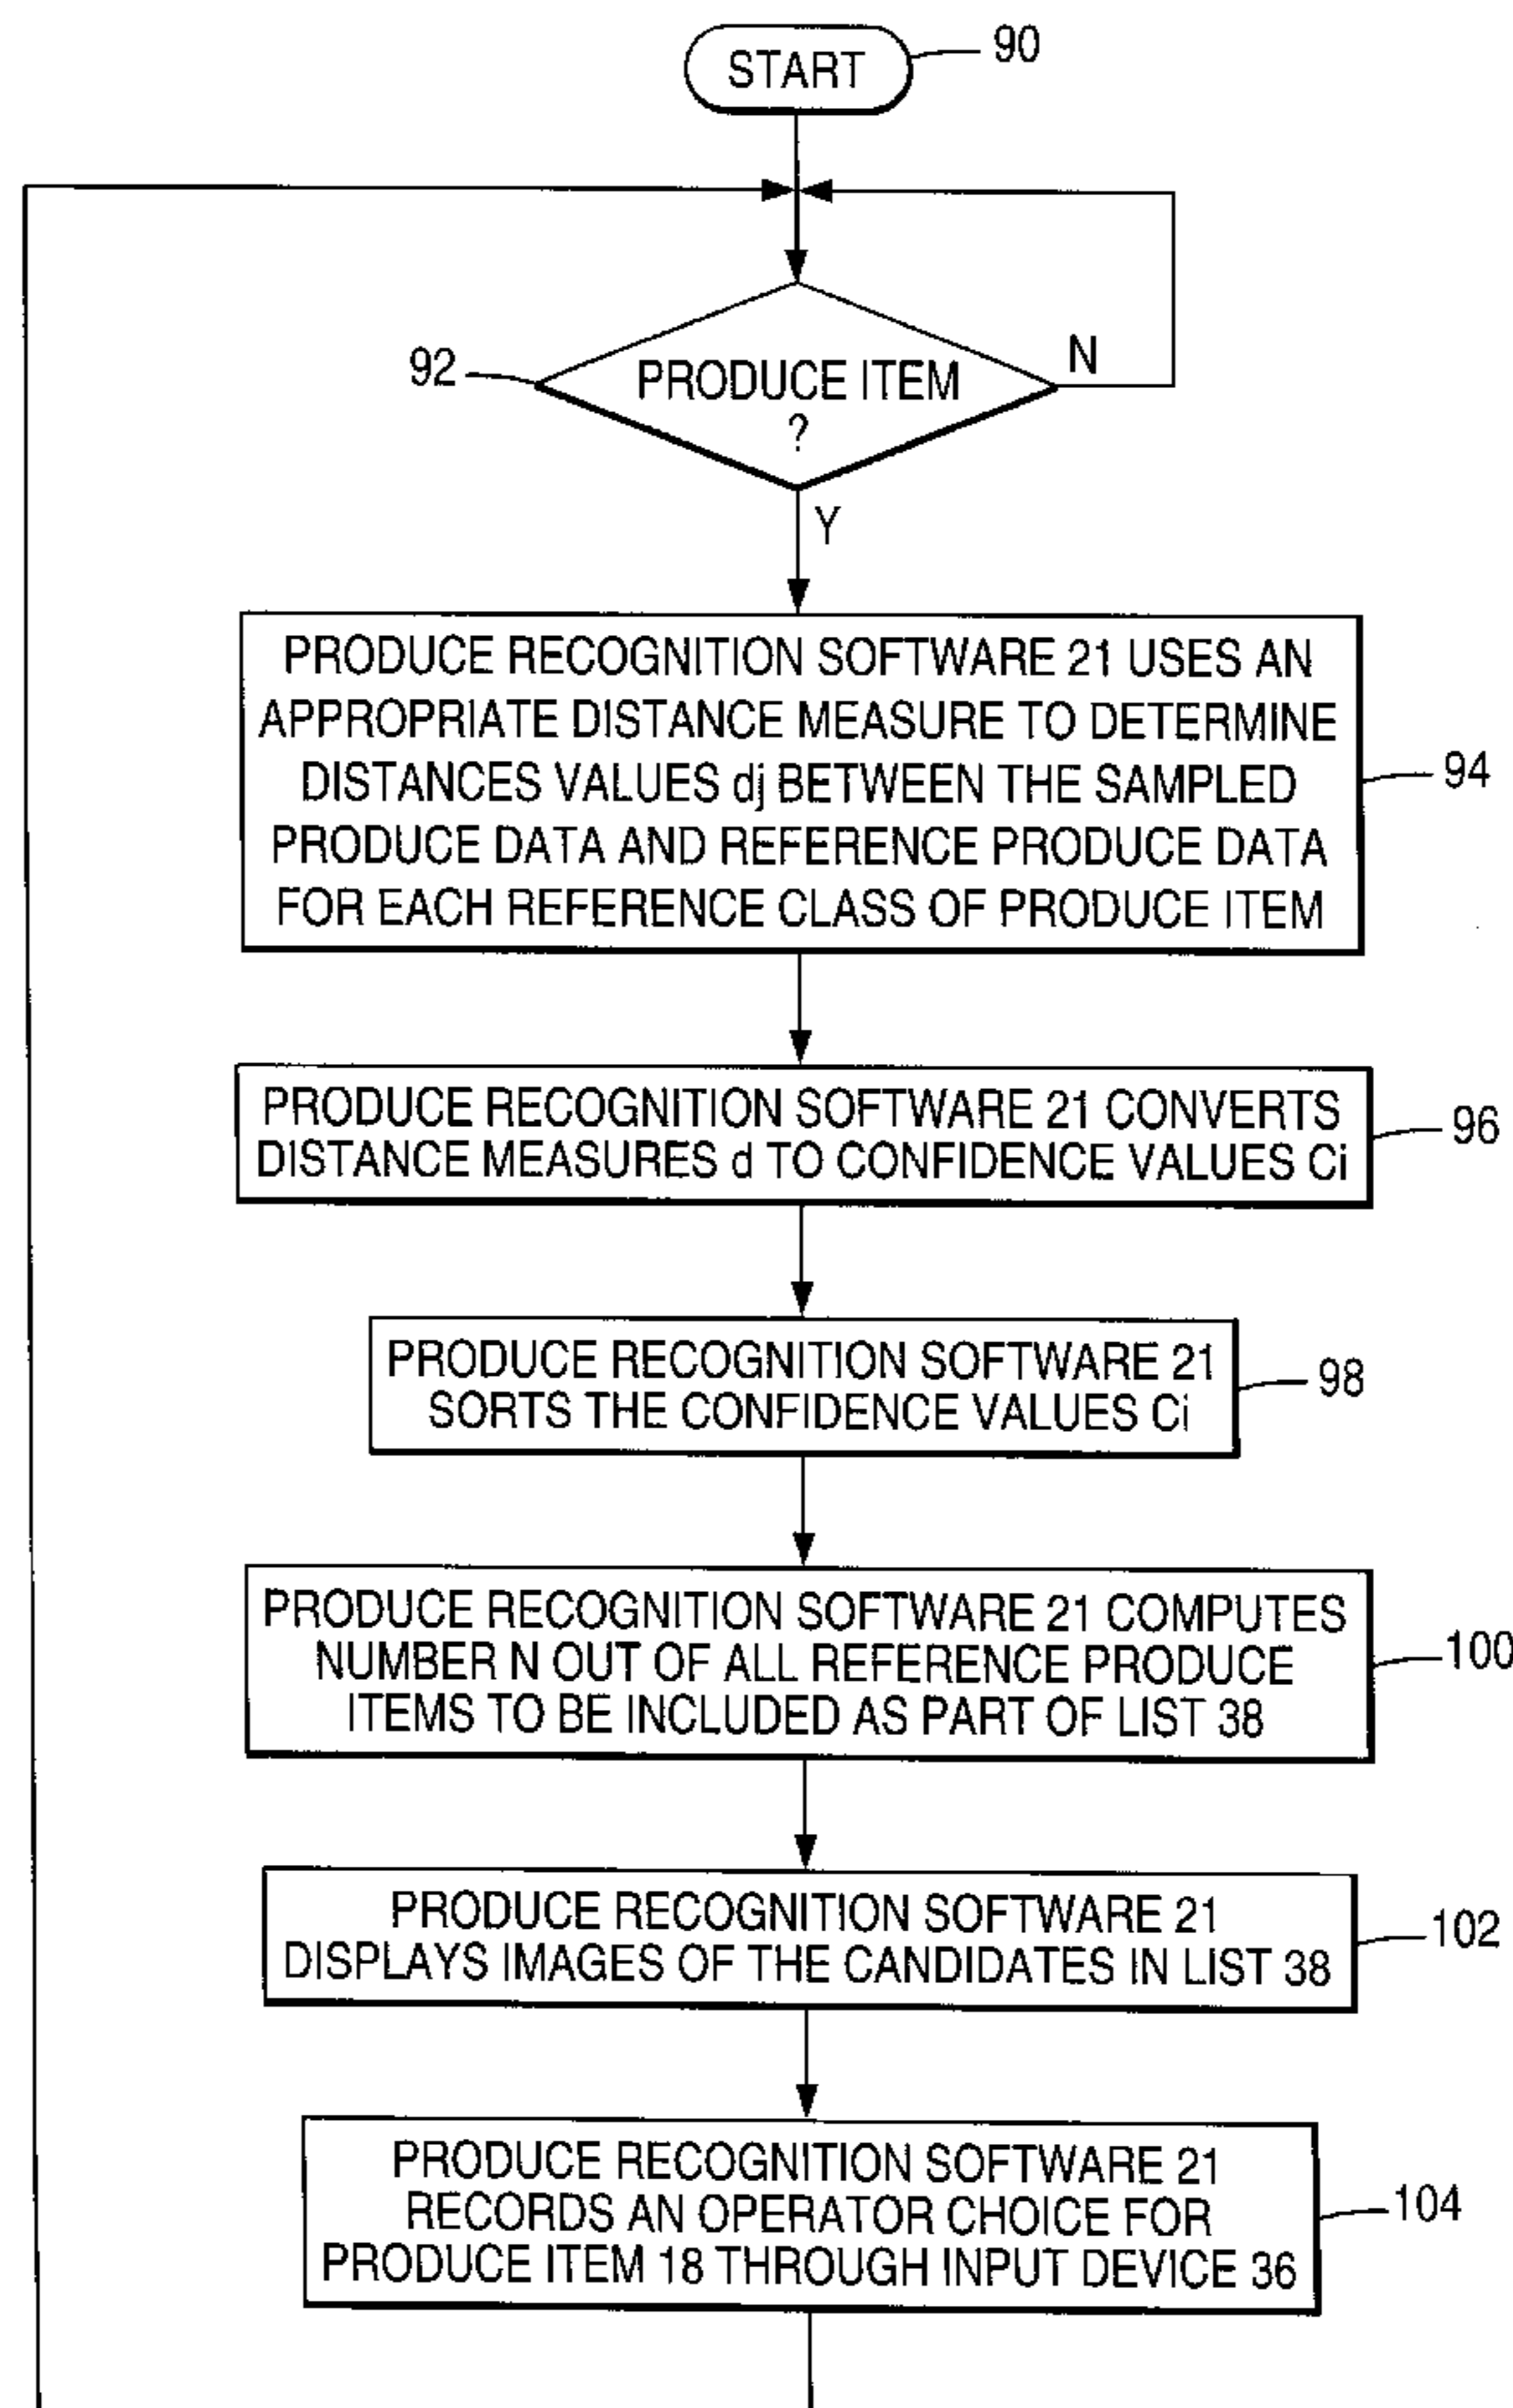 START
90
92
PRODUCE ITEM
?
N
Y
PRODUCE RECOGNITION SOFTWARE 21 USES AN
APPROPRIATE DISTANCE MEASURE TO DETERMINE
DISTANCES VALUES dj BETWEEN THE SAMPLED
PRODUCE DATA AND REFERENCE PRODUCE DATA
FOR EACH REFERENCE CLASS OF PRODUCE ITEM
94
PRODUCE RECOGNITION SOFTWARE 21 CONVERTS
DISTANCE MEASURES d TO CONFIDENCE VALUES Ci
96
PRODUCE RECOGNITION SOFTWARE 21
SORTS THE CONFIDENCE VALUES Ci
98
PRODUCE RECOGNITION SOFTWARE 21 COMPUTES
NUMBER N OUT OF ALL REFERENCE PRODUCE
ITEMS TO BE INCLUDED AS PART OF LIST 38
100
PRODUCE RECOGNITION SOFTWARE 21
DISPLAYS IMAGES OF THE CANDIDATES IN LIST 38
102
PRODUCE RECOGNITION SOFTWARE 21
RECORDS AN OPERATOR CHOICE FOR
PRODUCE ITEM 18 THROUGH INPUT DEVICE 36
104